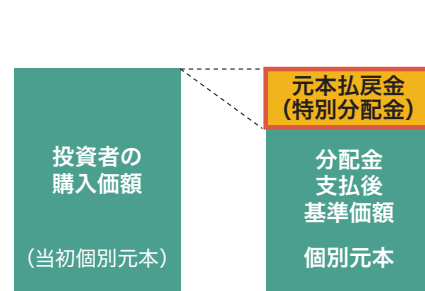 投資者の
購入価額
（当初個別元本）
元本払戻金
（特別分配金）
分配金
支払後
基準価額
個別元本